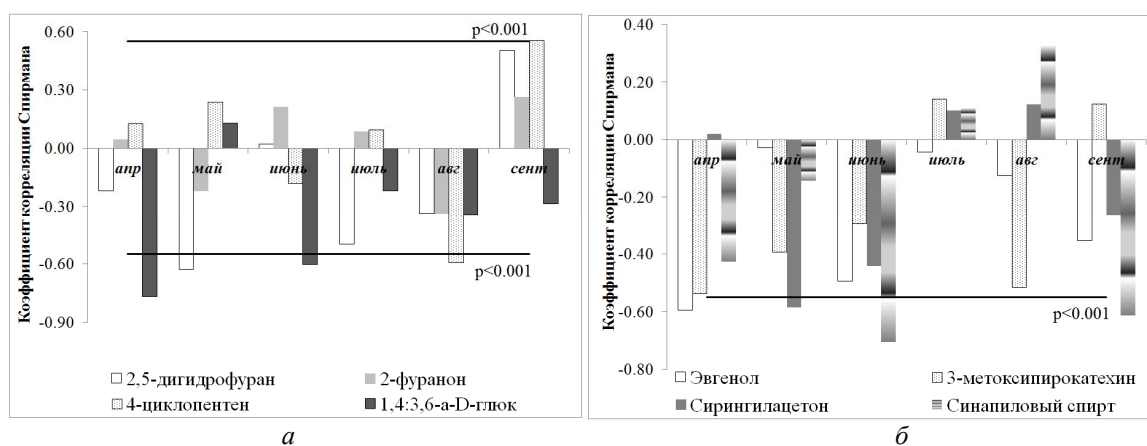 Коэффициент корреляции Спирмана
0.60
0.30
0.00
-0.30
-0.60
-0.90
p<0.001
апр май июнь июль авг сент
p<0.001
2,5-дигидрофуран 2-фуранон
4-циклопентен 1,4:3,6-a-D-глюк
а
Коэффициент корреляции Спирмана
0.40
0.20
0.00
-0.20
-0.40
-0.60
-0.80
апр май июнь июль авг сент
p<0.001
Эвгенол 3-метоксипирокатехин
Сирингилацетон Синапиловый спирт
б